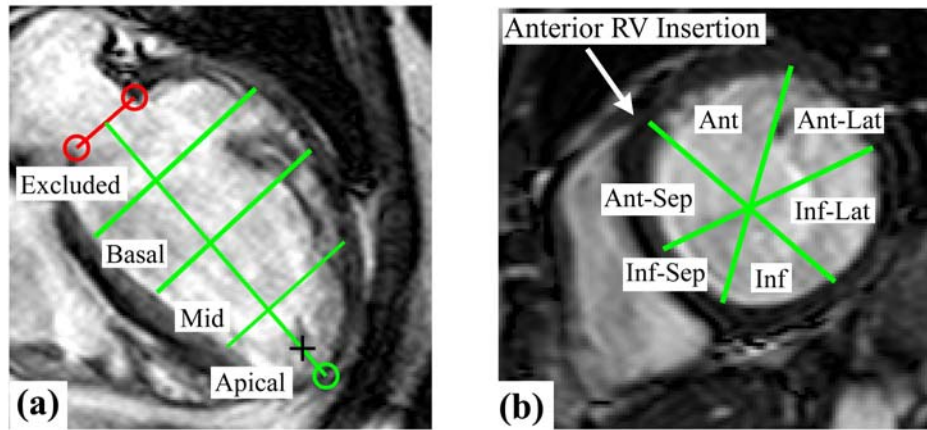 Excluded
Basal
Mid
Apical
(a)
Anterior RV Insertion
Ant
Ant-Lat
Ant-Sep
Inf-Lat
Inf-Sep
Inf
(b)